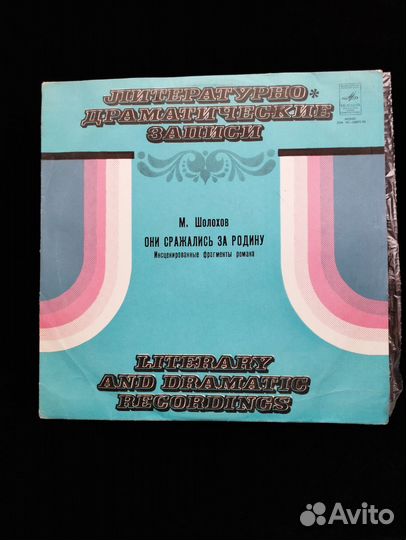 ЛИТЕРАТУРНО*
ДРАМАТИЧЕСКИЕ
ЗАПИСИ
М. Шолохов
ОНИ СРАЖАЛИСЬ ЗА РОДИНУ
Инсценированные фрагменты романа
LITERARY
AND DRAMATIC
RECORDINGS
Avito